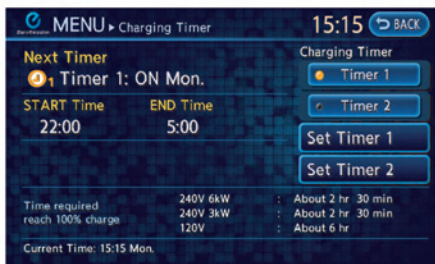 MENU ▸ Charging Timer 15:15 BACK
Zero Emission
Next Timer
1 Timer 1: ON Mon.
START Time END Time
22:00 5:00
Charging Timer
Timer 1
Timer 2
Set Timer 1
Set Timer 2
Time required
reach 100% charge
240V 6kW : About 2 hr 30 min
240V 3kW : About 2 hr 30 min
120V : About 6 hr
Current Time: 15:15 Mon.